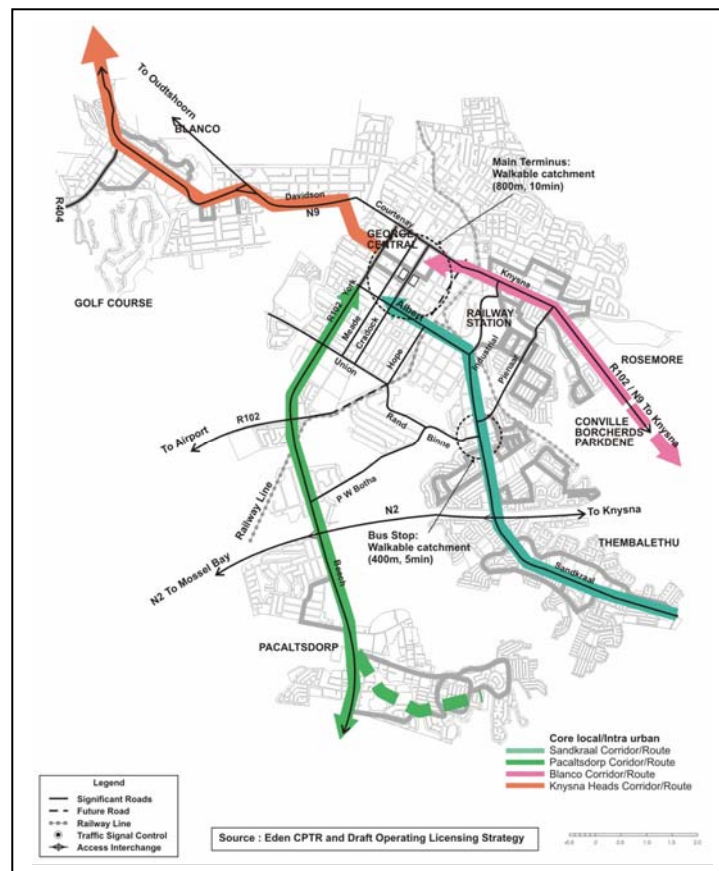 To Oudtshoorn
BLANCO
Main Terminus:
Walkable catchment
(800m, 10min)
Davidson
N9
Courtenay
R404
GEORGE
CENTRAL
GOLF COURSE
York
R102
Knysna
Albert
Meade
Cradock
RAILWAY
STATION
Industrial
Pienaar
Hope
Union
ROSEMORE
R102 / N9 To Knysna
R102
To Airport
Rand
Binne
CONVILLE
BORCHERDS
PARKDENE
P W Botha
Railway Line
N2
To Knysna
N2 To Mossel Bay
Bus Stop:
Walkable catchment
(400m, 5min)
THEMBALETHU
Beach
Sandkraal
PACALTSDORP
Core local/Intra urban
Sandkraal Corridor/Route
Pacaltsdorp Coridor/Route
Blanco Corridor/Route
Knysna Heads Corridor/Route
Legend
Significant Roads
Future Road
Railway Line
Traffic Signal Control
Access Interchange
Source : Eden CPTR and Draft Operating Licensing Strategy